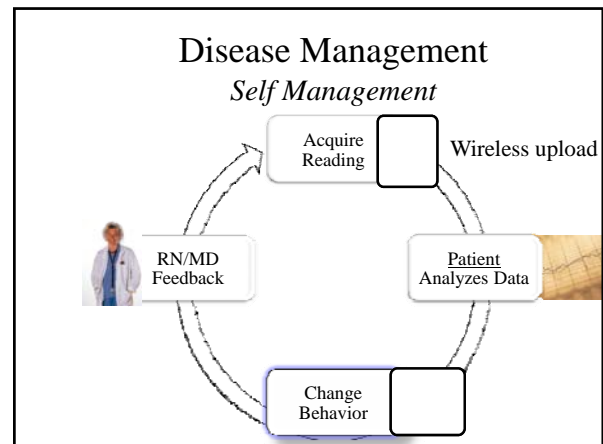 Disease Management
Self Management
Acquire
Reading
Wireless upload
RN/MD
Feedback
Patient
Analyzes Data
Change
Behavior